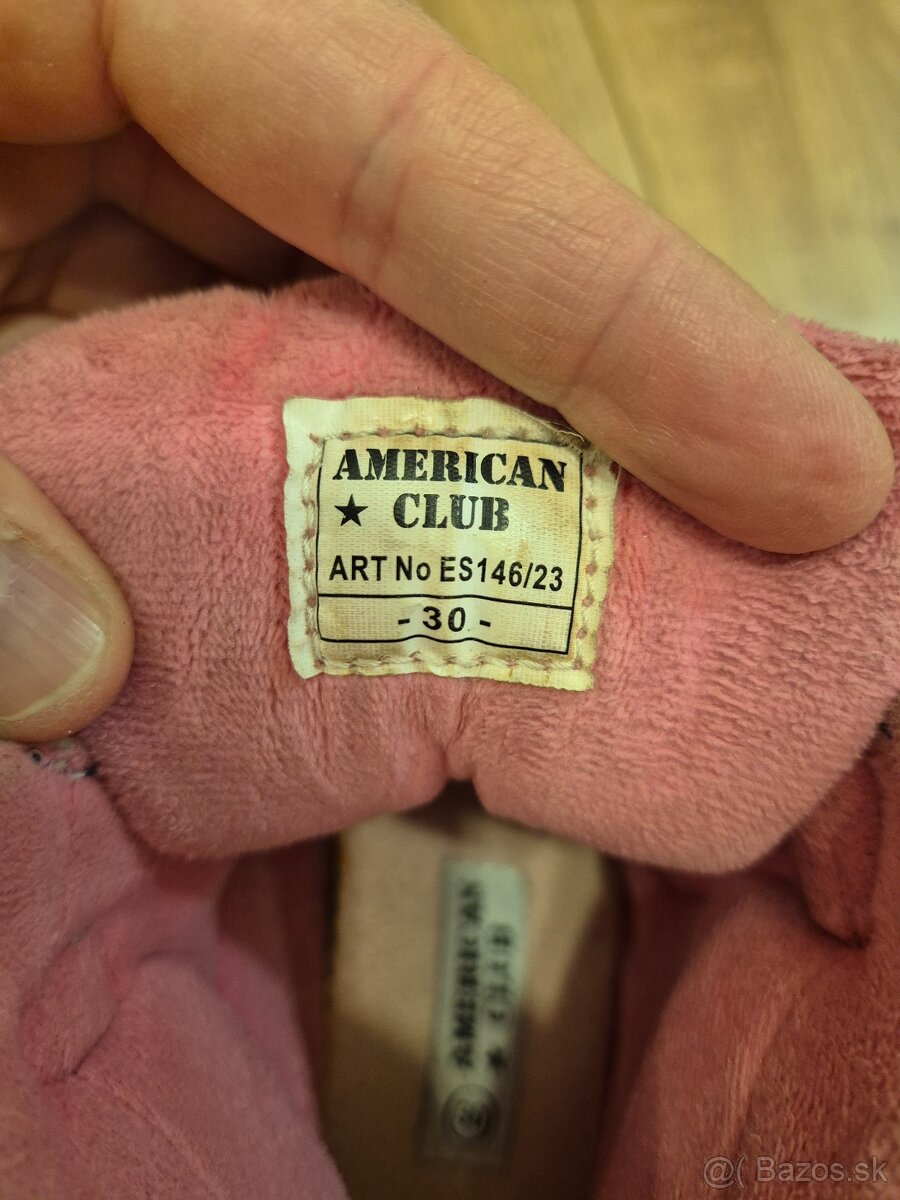 AMERICAN
★ CLUB
ART No ES146/23
- 30 -
AMERICAN
★ CLUB
@( Bazos.sk